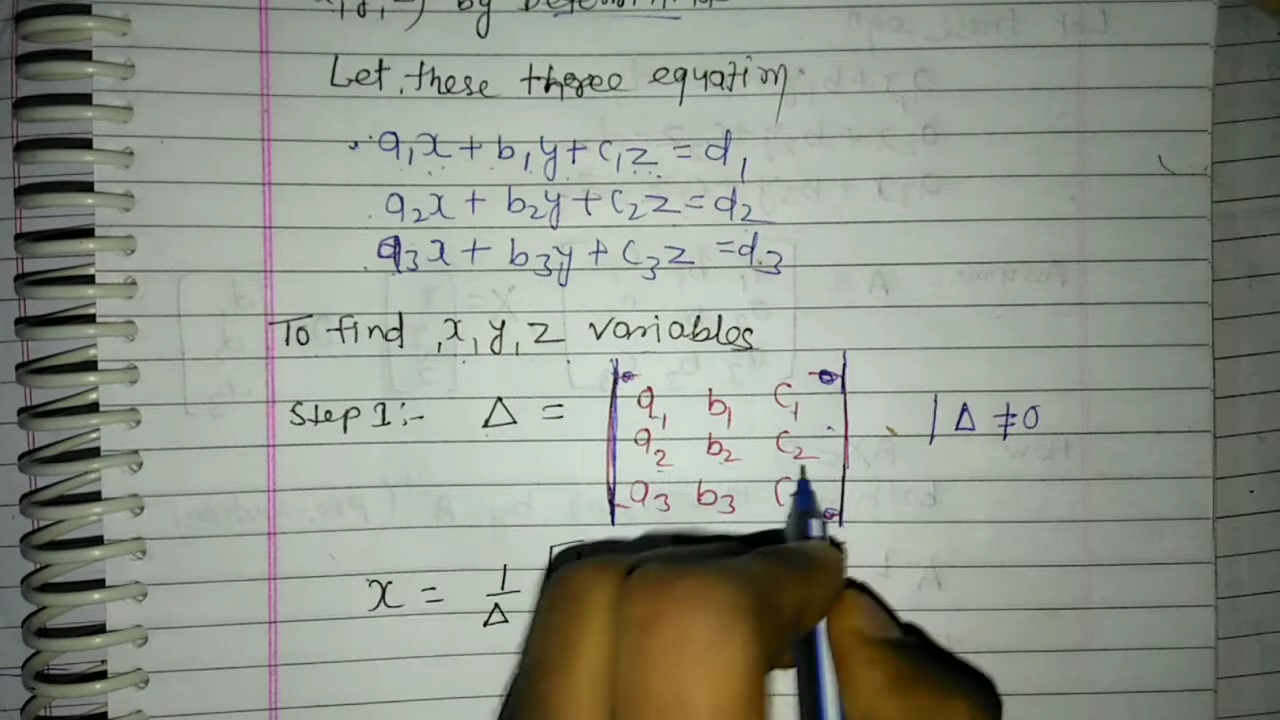 x, y, z) by
Let, these three equation.
a₁x + b₁y + c₁z = d₁
a₂x + b₂y + c₂z = d₂
a₃x + b₃y + c₃z = d₃
To find x, y, z variables
Step 1:- Δ = | a₁ b₁ c₁ | | Δ ≠ 0
a₂ b₂ c₂
a₃ b₃ c
x = 1/Δ